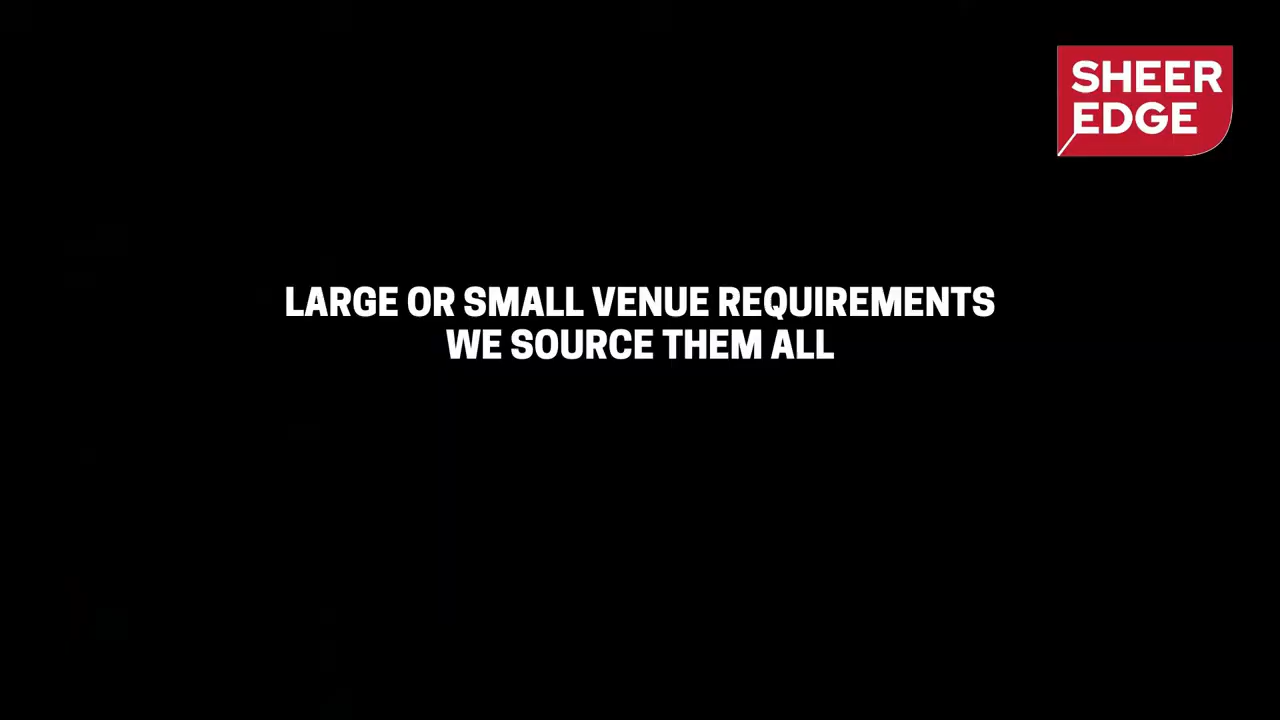 SHEER
EDGE
LARGE OR SMALL VENUE REQUIREMENTS
WE SOURCE THEM ALL